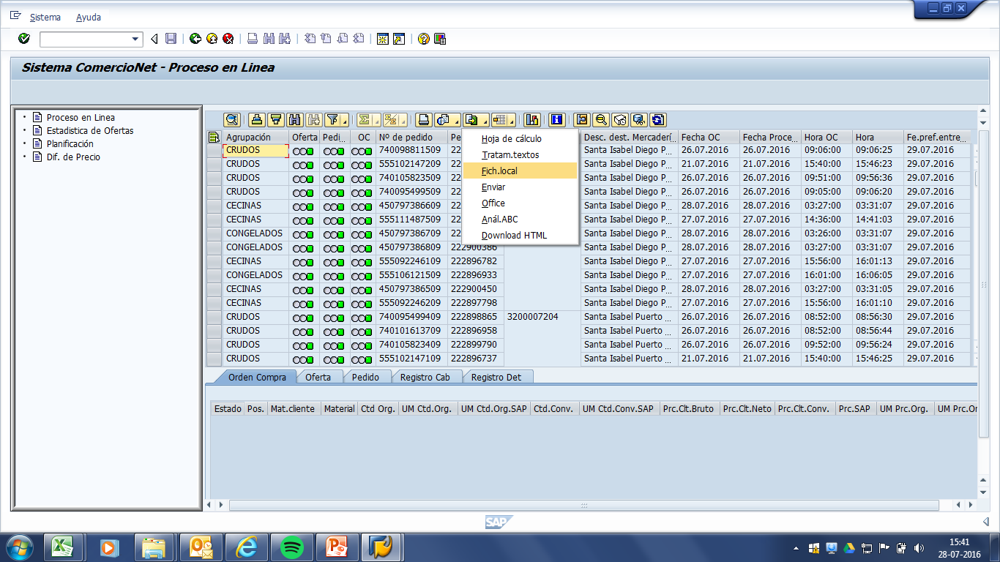 Sistema Ayuda
Sistema ComercioNet - Proceso en Linea
Proceso en Linea
Estadistica de Ofertas
Planificación
Dif. de Precio
Agrupación Oferta Pedi... OC Nº de pedido Pe Desc. dest. Mercaderí... Fecha OC Fecha Proce... Hora OC Hora Fe.pref.entre...
CRUDOS 740098811509 222 Santa Isabel Diego P... 26.07.2016 26.07.2016 09:06:00 09:06:25 29.07.2016
CRUDOS 555102147209 222 Santa Isabel Diego P... 21.07.2016 21.07.2016 15:40:00 15:46:23 29.07.2016
CRUDOS 740105823509 222 Santa Isabel Diego P... 26.07.2016 26.07.2016 09:51:00 09:56:36 29.07.2016
CRUDOS 740095499509 222 Santa Isabel Diego P... 26.07.2016 26.07.2016 09:05:00 09:06:20 29.07.2016
CECINAS 450797386609 222 Santa Isabel Diego P... 28.07.2016 28.07.2016 03:27:00 03:31:07 29.07.2016
CECINAS 555111487509 222 Santa Isabel Diego P... 27.07.2016 27.07.2016 14:36:00 14:41:03 29.07.2016
CONGELADOS 450797386709 222 Santa Isabel Diego P... 28.07.2016 28.07.2016 03:26:00 03:31:07 29.07.2016
CONGELADOS 450797386809 222900386 Santa Isabel Diego P... 28.07.2016 28.07.2016 03:27:00 03:31:07 29.07.2016
CECINAS 555092246109 222896782 Santa Isabel Diego P... 27.07.2016 27.07.2016 15:56:00 16:01:13 29.07.2016
CONGELADOS 555106121509 222896933 Santa Isabel Diego P... 27.07.2016 27.07.2016 16:01:00 16:06:05 29.07.2016
CECINAS 450797386509 222900450 Santa Isabel Diego P... 28.07.2016 28.07.2016 03:27:00 03:31:05 29.07.2016
CECINAS 555092246209 222897798 Santa Isabel Diego P... 27.07.2016 27.07.2016 15:56:00 16:01:10 29.07.2016
CRUDOS 740095499409 222898865 3200007204 Santa Isabel Puerto ... 26.07.2016 26.07.2016 08:52:00 08:56:30 29.07.2016
CRUDOS 740101613709 222896958 Santa Isabel Puerto ... 26.07.2016 26.07.2016 08:52:00 08:56:44 29.07.2016
CRUDOS 740105823409 222899790 Santa Isabel Puerto ... 26.07.2016 26.07.2016 09:52:00 09:56:24 29.07.2016
CRUDOS 555102147109 222896737 Santa Isabel Puerto ... 21.07.2016 21.07.2016 15:40:00 15:46:25 29.07.2016
Hoja de cálculo
Tratam.textos
Fich.local
Enviar
Office
Anál.ABC
Download HTML
Orden Compra Oferta Pedido Registro Cab Registro Det
Estado Pos. Mat.cliente Material Ctd Org. UM Ctd.Org. UM Ctd.Org.SAP Ctd.Conv. UM Ctd.Conv.SAP Prc.Clt.Bruto Prc.Clt.Neto Prc.Clt.Conv. Prc.SAP UM Prc.Org. UM Prc.Or
SAP
15:41
28-07-2016